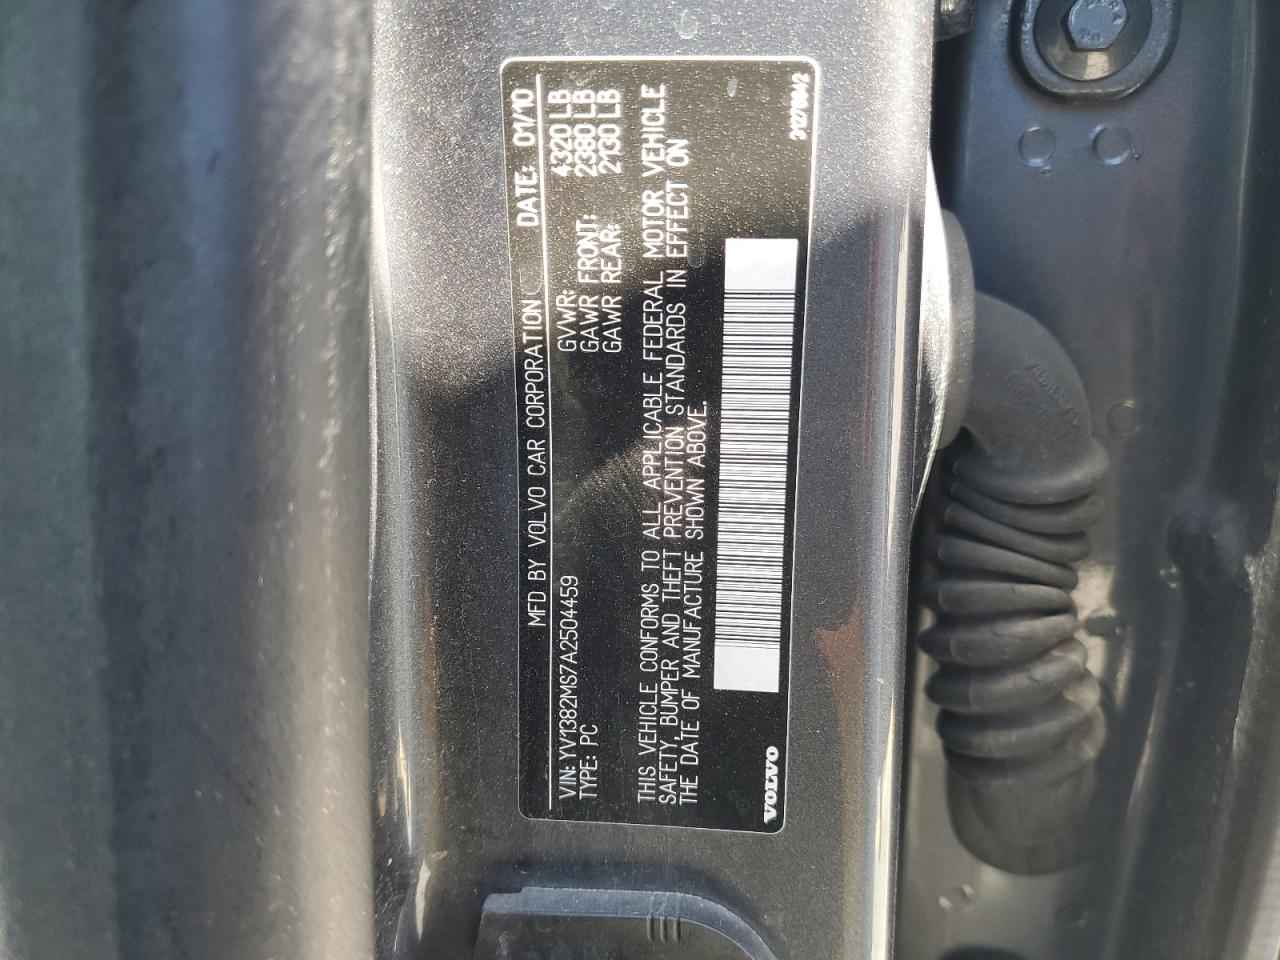 MFD BY VOLVO CAR CORPORATION DATE: 01/10
VIN: YV1382MS7A2504459 GVWR: 4320 LB
TYPE: PC GAWR FRONT: 2380 LB
GAWR REAR: 2130 LB
THIS VEHICLE CONFORMS TO ALL APPLICABLE FEDERAL MOTOR VEHICLE
SAFETY, BUMPER AND THEFT PREVENTION STANDARDS IN EFFECT ON
THE DATE OF MANUFACTURE SHOWN ABOVE.
VOLVO